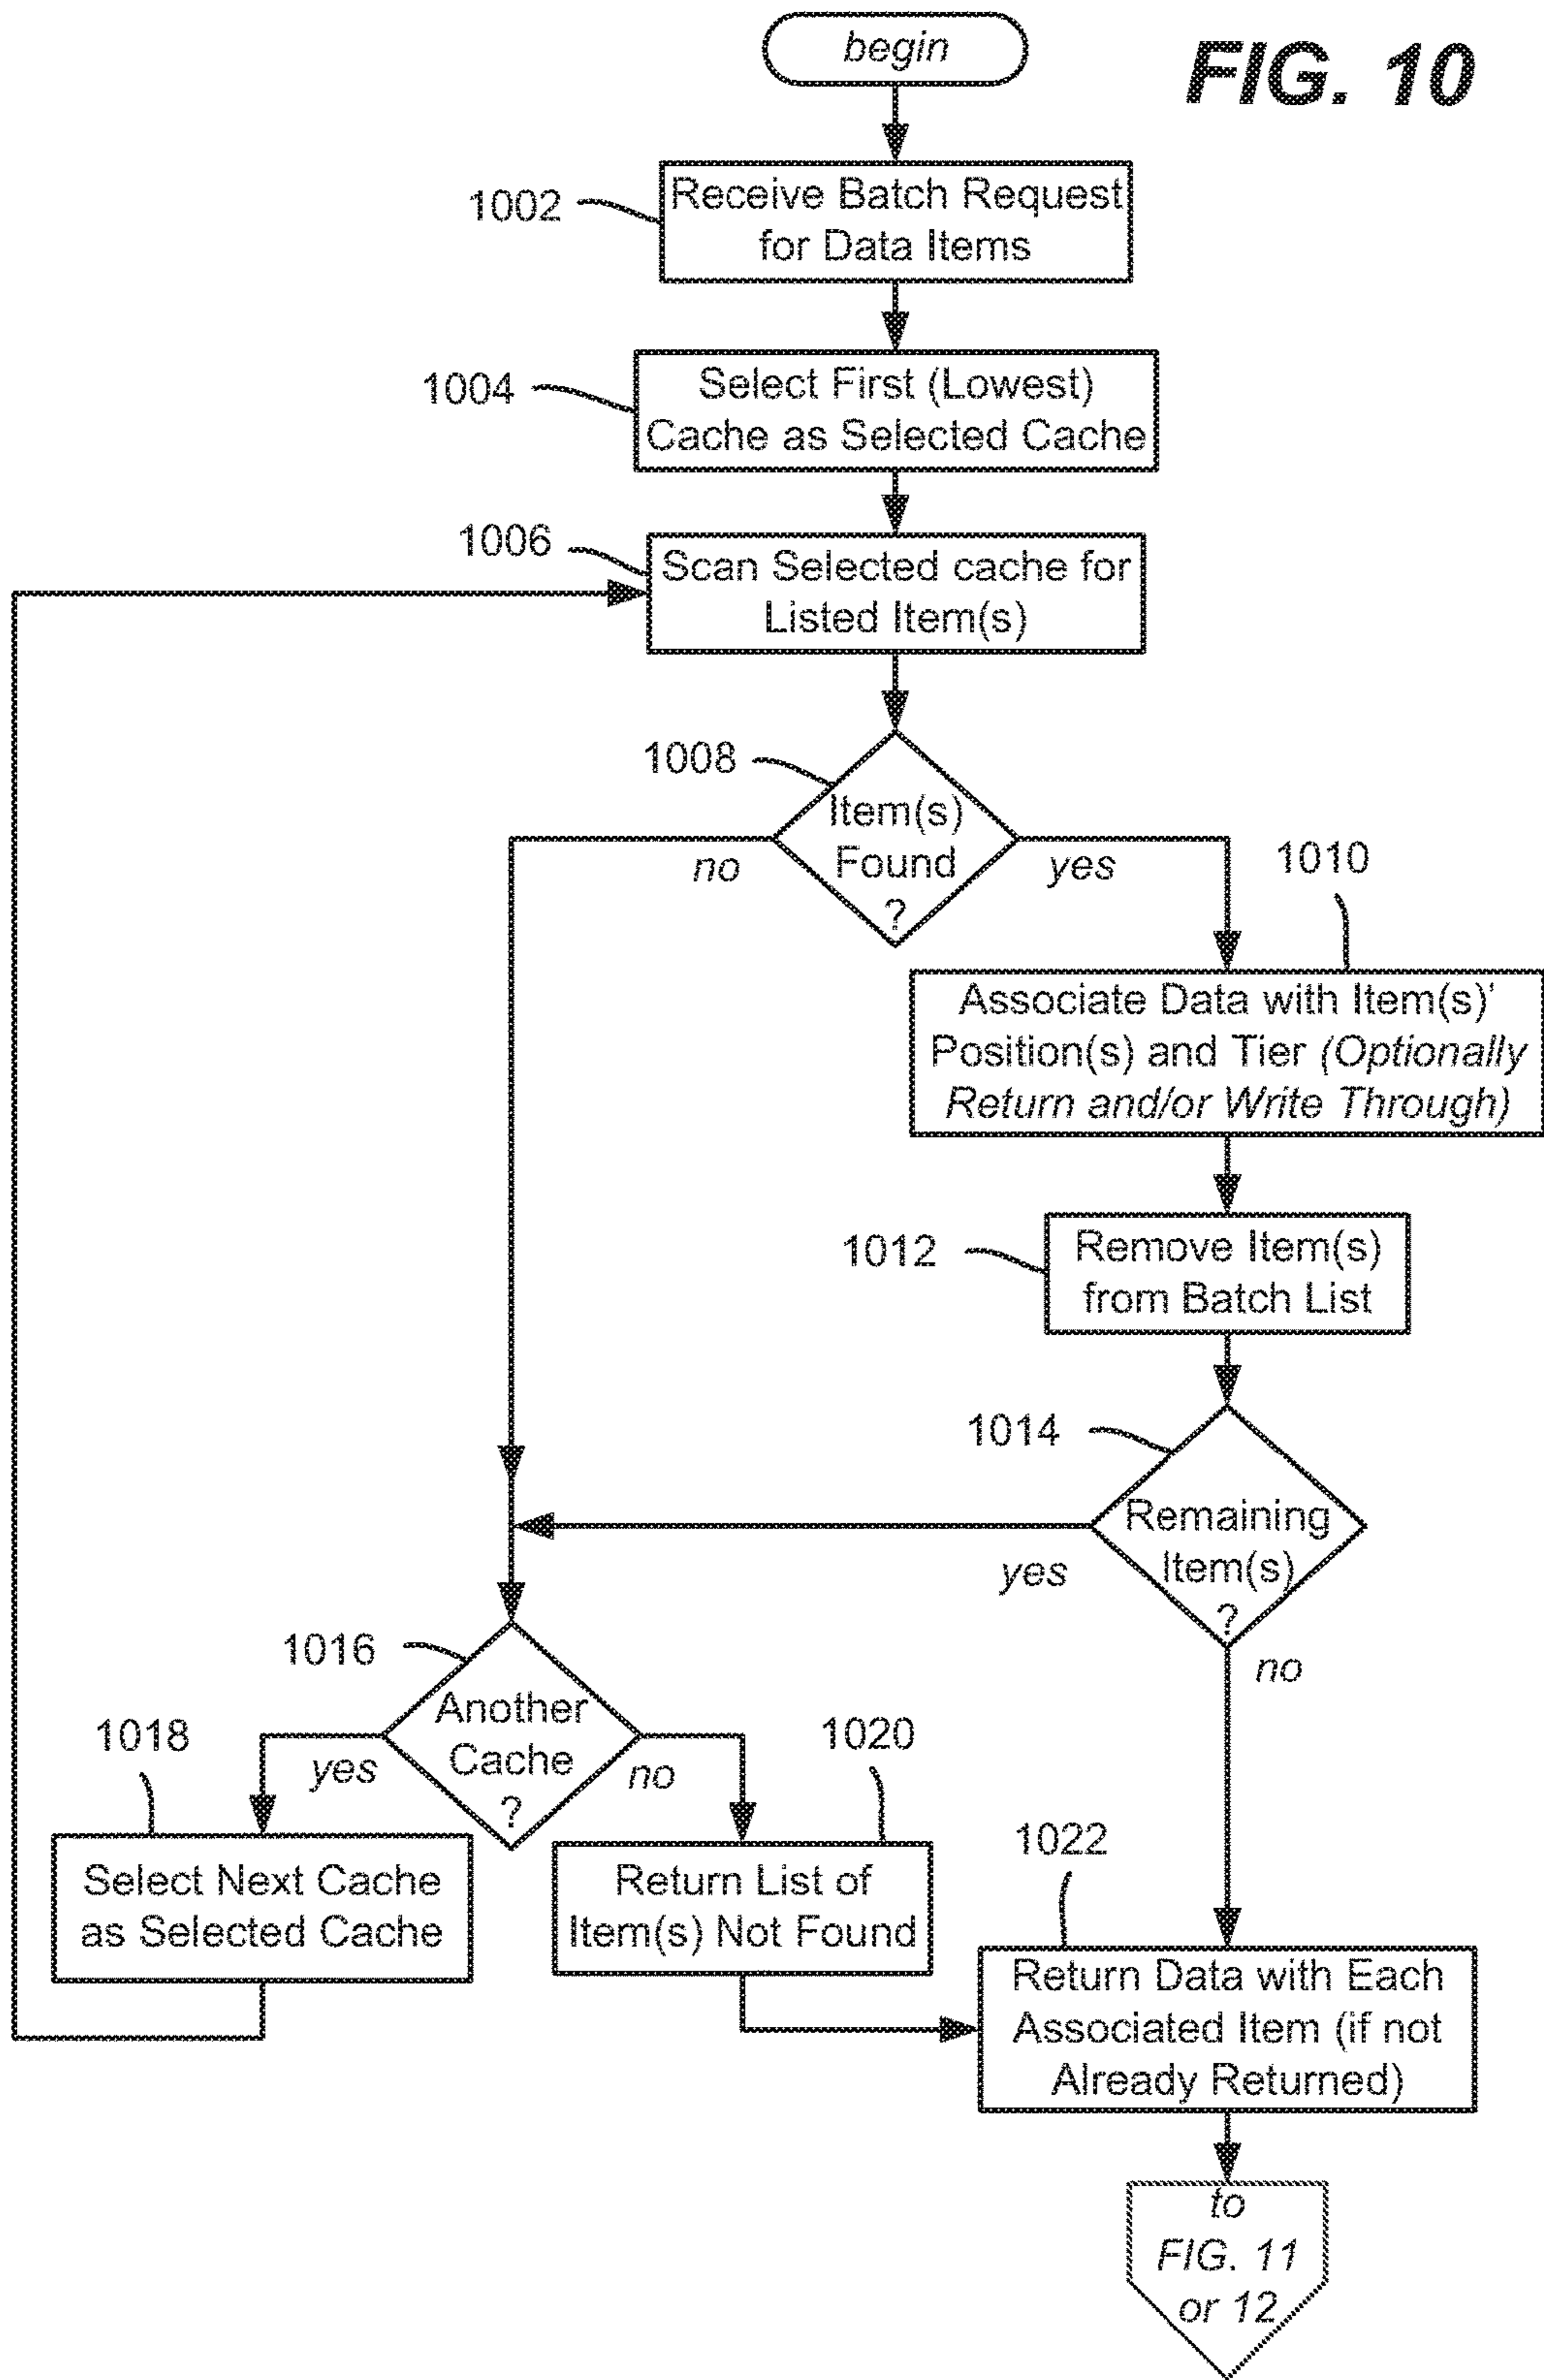 begin
FIG. 10
1002
Receive Batch Request
for Data Items
1004
Select First (Lowest)
Cache as Selected Cache
1006
Scan Selected cache for
Listed Item(s)
1008
Item(s)
Found
?
no
yes
1010
Associate Data with Item(s)'
Position(s) and Tier (Optionally
Return and/or Write Through)
1012
Remove Item(s)
from Batch List
1014
Remaining
Item(s)
?
yes
no
1016
Another
Cache
?
yes
no
1018
Select Next Cache
as Selected Cache
1020
Return List of
Item(s) Not Found
1022
Return Data with Each
Associated Item (if not
Already Returned)
to
FIG. 11
or 12